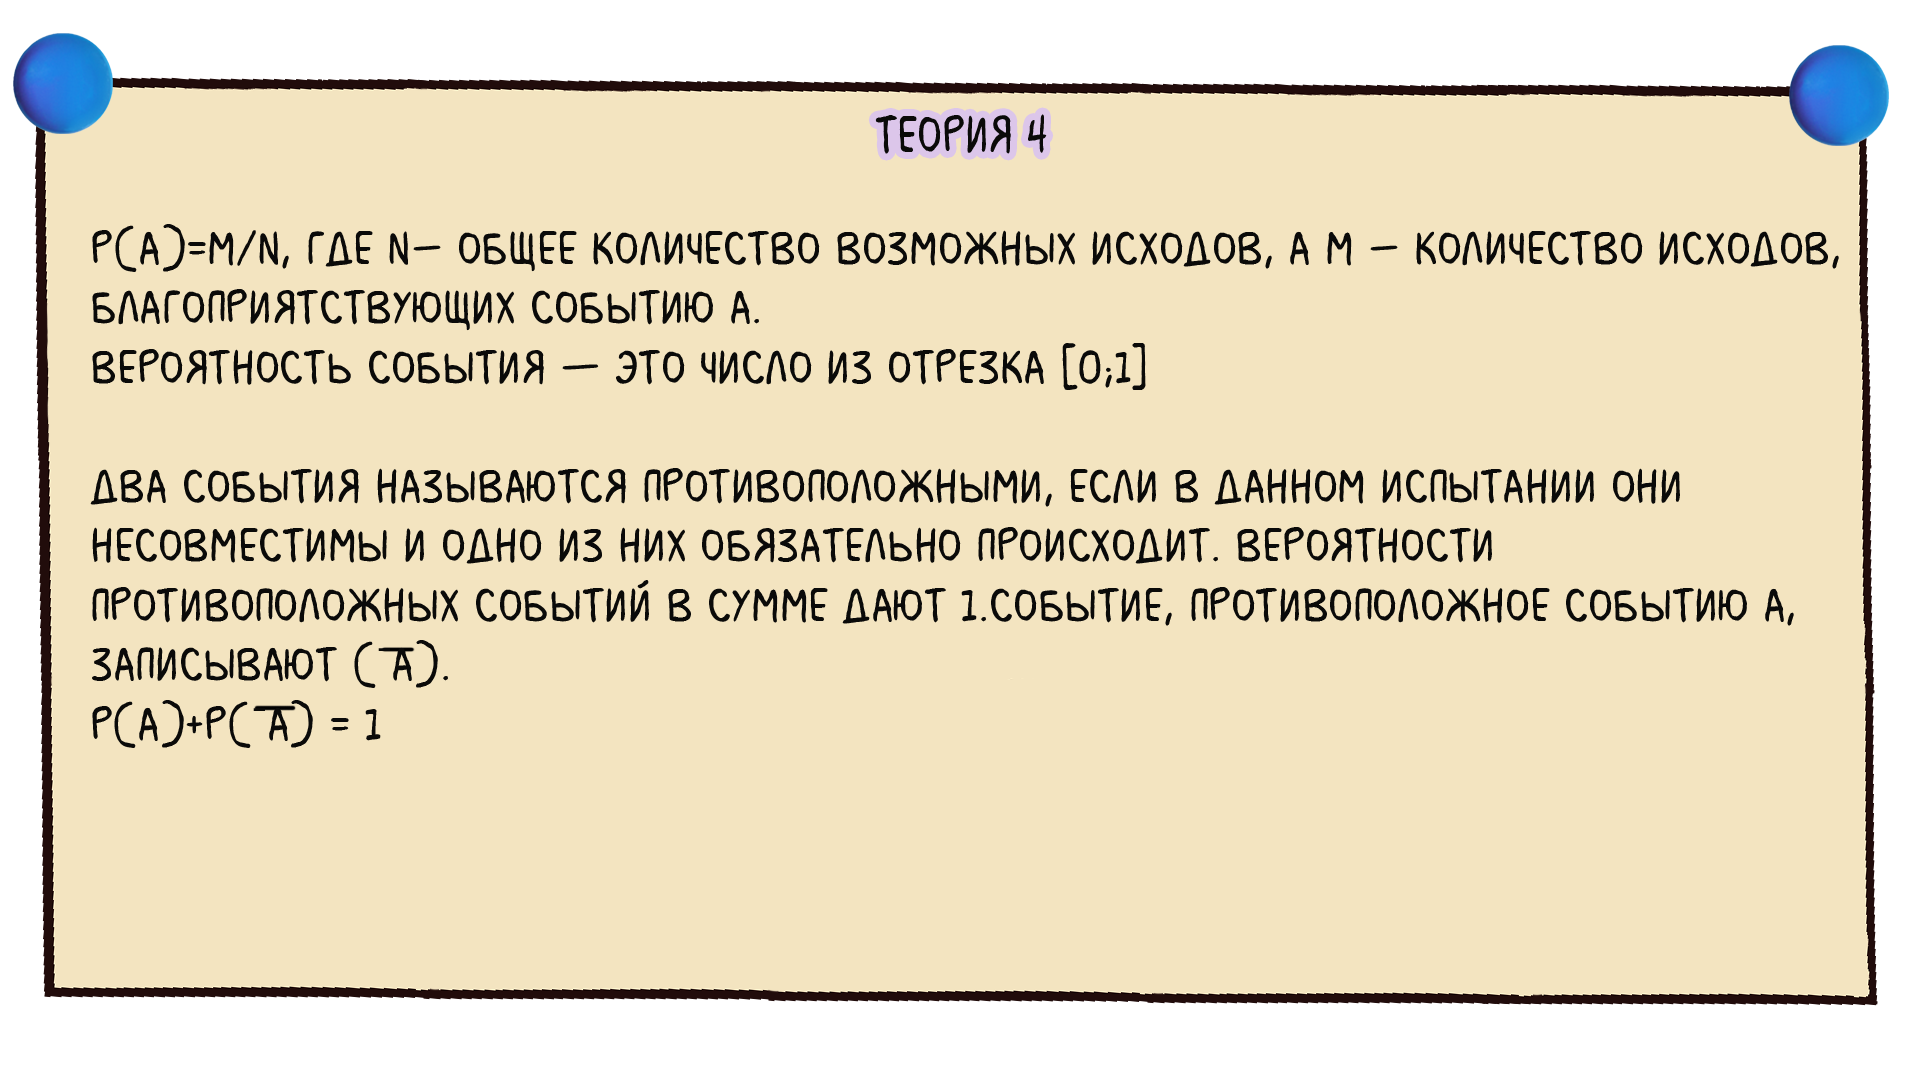 ТЕОРИЯ 4
P(A)=M/N, ГДЕ N— ОБЩЕЕ КОЛИЧЕСТВО ВОЗМОЖНЫХ ИСХОДОВ, А M — КОЛИЧЕСТВО ИСХОДОВ,
БЛАГОПРИЯТСТВУЮЩИХ СОБЫТИЮ A.
ВЕРОЯТНОСТЬ СОБЫТИЯ — ЭТО ЧИСЛО ИЗ ОТРЕЗКА [0;1]
ДВА СОБЫТИЯ НАЗЫВАЮТСЯ ПРОТИВОПОЛОЖНЫМИ, ЕСЛИ В ДАННОМ ИСПЫТАНИИ ОНИ
НЕСОВМЕСТИМЫ И ОДНО ИЗ НИХ ОБЯЗАТЕЛЬНО ПРОИСХОДИТ. ВЕРОЯТНОСТИ
ПРОТИВОПОЛОЖНЫХ СОБЫТИЙ В СУММЕ ДАЮТ 1.СОБЫТИЕ, ПРОТИВОПОЛОЖНОЕ СОБЫТИЮ A,
ЗАПИСЫВАЮТ ( A̅).
P(A)+P( A̅) = 1